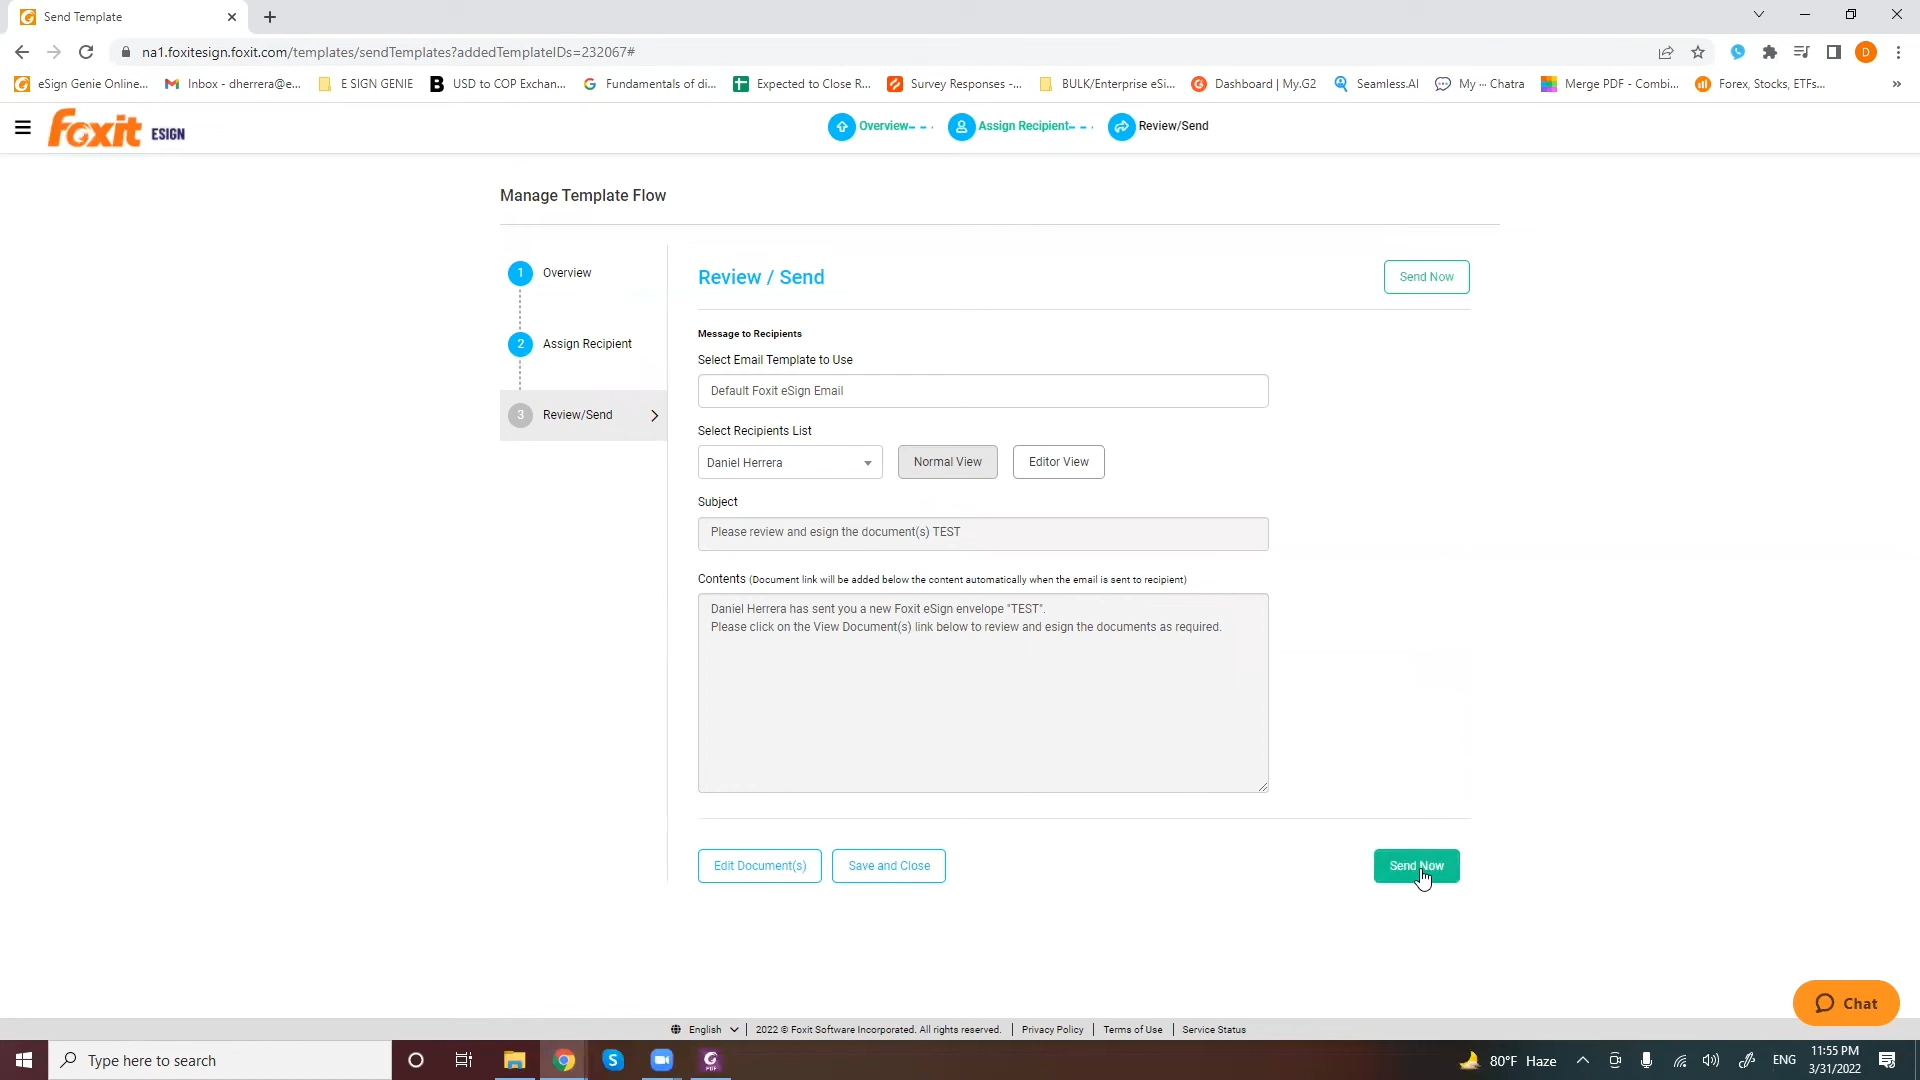 Send Template
na1.foxitesign.foxit.com/templates/sendTemplates?addedTemplateIDs=232067#
D
eSign Genie Online...
Inbox - dherrera@e...
E SIGN GENIE
USD to COP Exchan...
Fundamentals of di...
Expected to Close R...
Survey Responses -...
BULK/Enterprise eSi...
Dashboard | My.G2
Seamless.AI
My ··· Chatra
Merge PDF - Combi...
Forex, Stocks, ETFs...
»
Foxit ESIGN
Overview
Assign Recipient
Review/Send
Manage Template Flow
1 Overview
2 Assign Recipient
3 Review/Send
Review / Send
Send Now
Message to Recipients
Select Email Template to Use
Default Foxit eSign Email
Select Recipients List
Daniel Herrera
Normal View
Editor View
Subject
Please review and esign the document(s) TEST
Contents (Document link will be added below the content automatically when the email is sent to recipient)
Daniel Herrera has sent you a new Foxit eSign envelope "TEST".
Please click on the View Document(s) link below to review and esign the documents as required.
Edit Document(s)
Save and Close
Send Now
Chat
English
2022 © Foxit Software Incorporated. All rights reserved.
Privacy Policy
Terms of Use
Service Status
Type here to search
80°F Haze
ENG
11:55 PM
3/31/2022